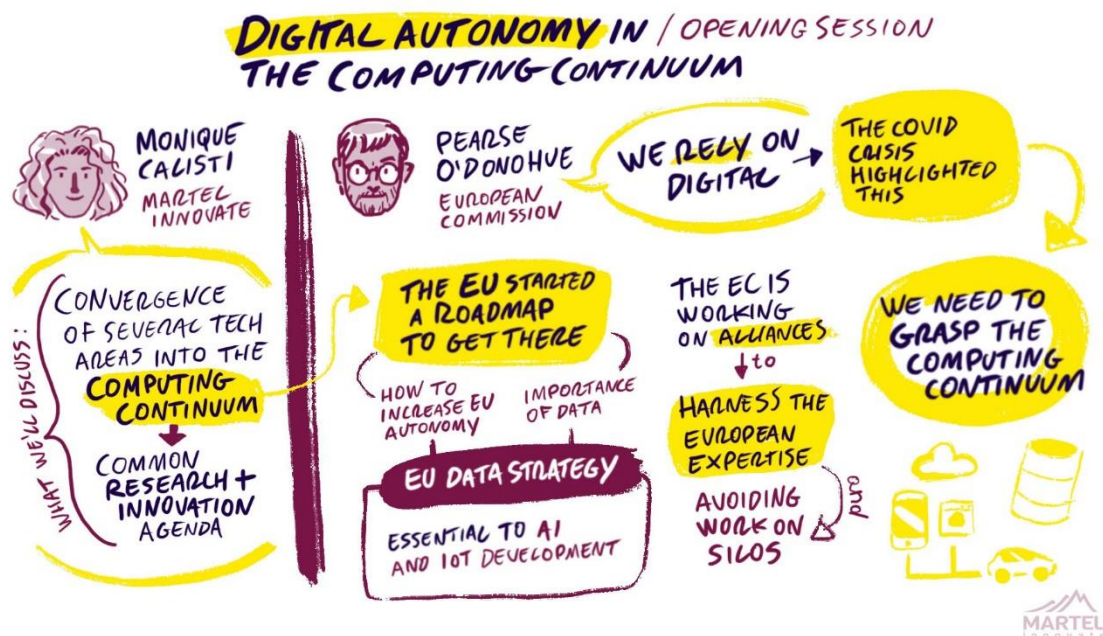 DIGITAL AUTONOMY IN / OPENING SESSION
THE COMPUTING CONTINUUM
MONIQUE
CALISTI
MARTEL
INNOVATE
WHAT WE'LL DISCUSS:
CONVERGENCE
OF SEVERAL TECH
AREAS INTO THE
COMPUTING
CONTINUUM
COMMON
RESEARCH +
INNOVATION
AGENDA
PEARSE
O'DONOHUE
EUROPEAN
COMMISSION
WE RELY ON
DIGITAL
THE COVID
CRISIS
HIGHLIGHTED
THIS
WE NEED TO
GRASP THE
COMPUTING
CONTINUUM
THE EU STARTED
A ROADMAP
TO GET THERE
HOW TO
INCREASE EU
AUTONOMY
IMPORTANCE
OF DATA
EU DATA STRATEGY
ESSENTIAL TO AI
AND IOT DEVELOPMENT
THE EC IS
WORKING
ON ALLIANCES
to
HARNESS THE
EUROPEAN
EXPERTISE
and
AVOIDING
WORK ON
SILOS
MARTEL